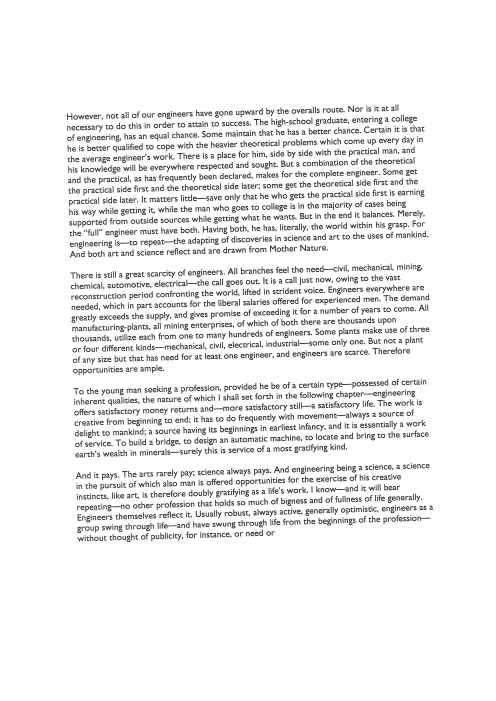 However, not all of our engineers have gone upward by the overalls route. Nor is it at all
necessary to do this in order to attain to success. The high-school graduate, entering a college
of engineering, has an equal chance. Some maintain that he has a better chance. Certain it is that
he is better qualified to cope with the heavier theoretical problems which come up every day in
the average engineer's work. There is a place for him, side by side with the practical man, and
his knowledge will be everywhere respected and sought. But a combination of the theoretical
and the practical, as has frequently been declared, makes for the complete engineer. Some get
the practical side first and the theoretical side later; some get the theoretical side first and the
practical side later. It matters little—save only that he who gets the practical side first is earning
his way while getting it, while the man who goes to college is in the majority of cases being
supported from outside sources while getting what he wants. But in the end it balances. Merely,
the “full” engineer must have both. Having both, he has, literally, the world within his grasp. For
engineering is—to repeat—the adapting of discoveries in science and art to the uses of mankind.
And both art and science reflect and are drawn from Mother Nature.

There is still a great scarcity of engineers. All branches feel the need—civil, mechanical, mining,
chemical, automotive, electrical—the call goes out. It is a call just now, owing to the vast
reconstruction period confronting the world, lifted in strident voice. Engineers everywhere are
needed, which in part accounts for the liberal salaries offered for experienced men. The demand
greatly exceeds the supply, and gives promise of exceeding it for a number of years to come. All
manufacturing-plants, all mining enterprises, of which of both there are thousands upon
thousands, utilize each from one to many hundreds of engineers. Some plants make use of three
or four different kinds—mechanical, civil, electrical, industrial—some only one. But not a plant
of any size but that has need for at least one engineer, and engineers are scarce. Therefore
opportunities are ample.

To the young man seeking a profession, provided he be of a certain type—possessed of certain
inherent qualities, the nature of which I shall set forth in the following chapter—engineering
offers satisfactory money returns and—more satisfactory still—a satisfactory life. The work is
creative from beginning to end; it has to do frequently with movement—always a source of
delight to mankind; a source having its beginnings in earliest infancy, and it is essentially a work
of service. To build a bridge, to design an automatic machine, to locate and bring to the surface
earth's wealth in minerals—surely this is service of a most gratifying kind.

And it pays. The arts rarely pay; science always pays. And engineering being a science, a science
in the pursuit of which also man is offered opportunities for the exercise of his creative
instincts, like art, is therefore doubly gratifying as a life's work. I know—and it will bear
repeating—no other profession that holds so much of bigness and of fullness of life generally.
Engineers themselves reflect it. Usually robust, always active, generally optimistic, engineers as a
group swing through life—and have swung through life from the beginnings of the profession—
without thought of publicity, for instance, or need or